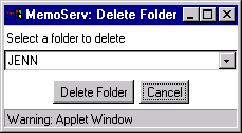 MemoServ: Delete Folder
Select a folder to delete
JENN
Delete Folder Cancel
Warning: Applet Window